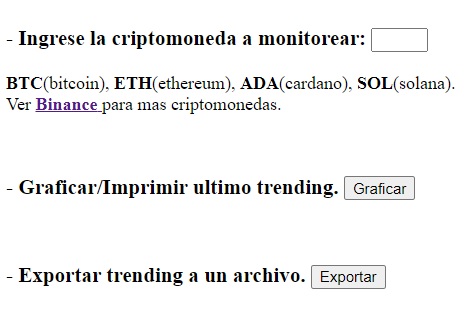 - Ingrese la criptomoneda a monitorear:
BTC(bitcoin), ETH(ethereum), ADA(cardano), SOL(solana).
Ver Binance para mas criptomonedas.
- Graficar/Imprimir ultimo trending. Graficar
- Exportar trending a un archivo. Exportar